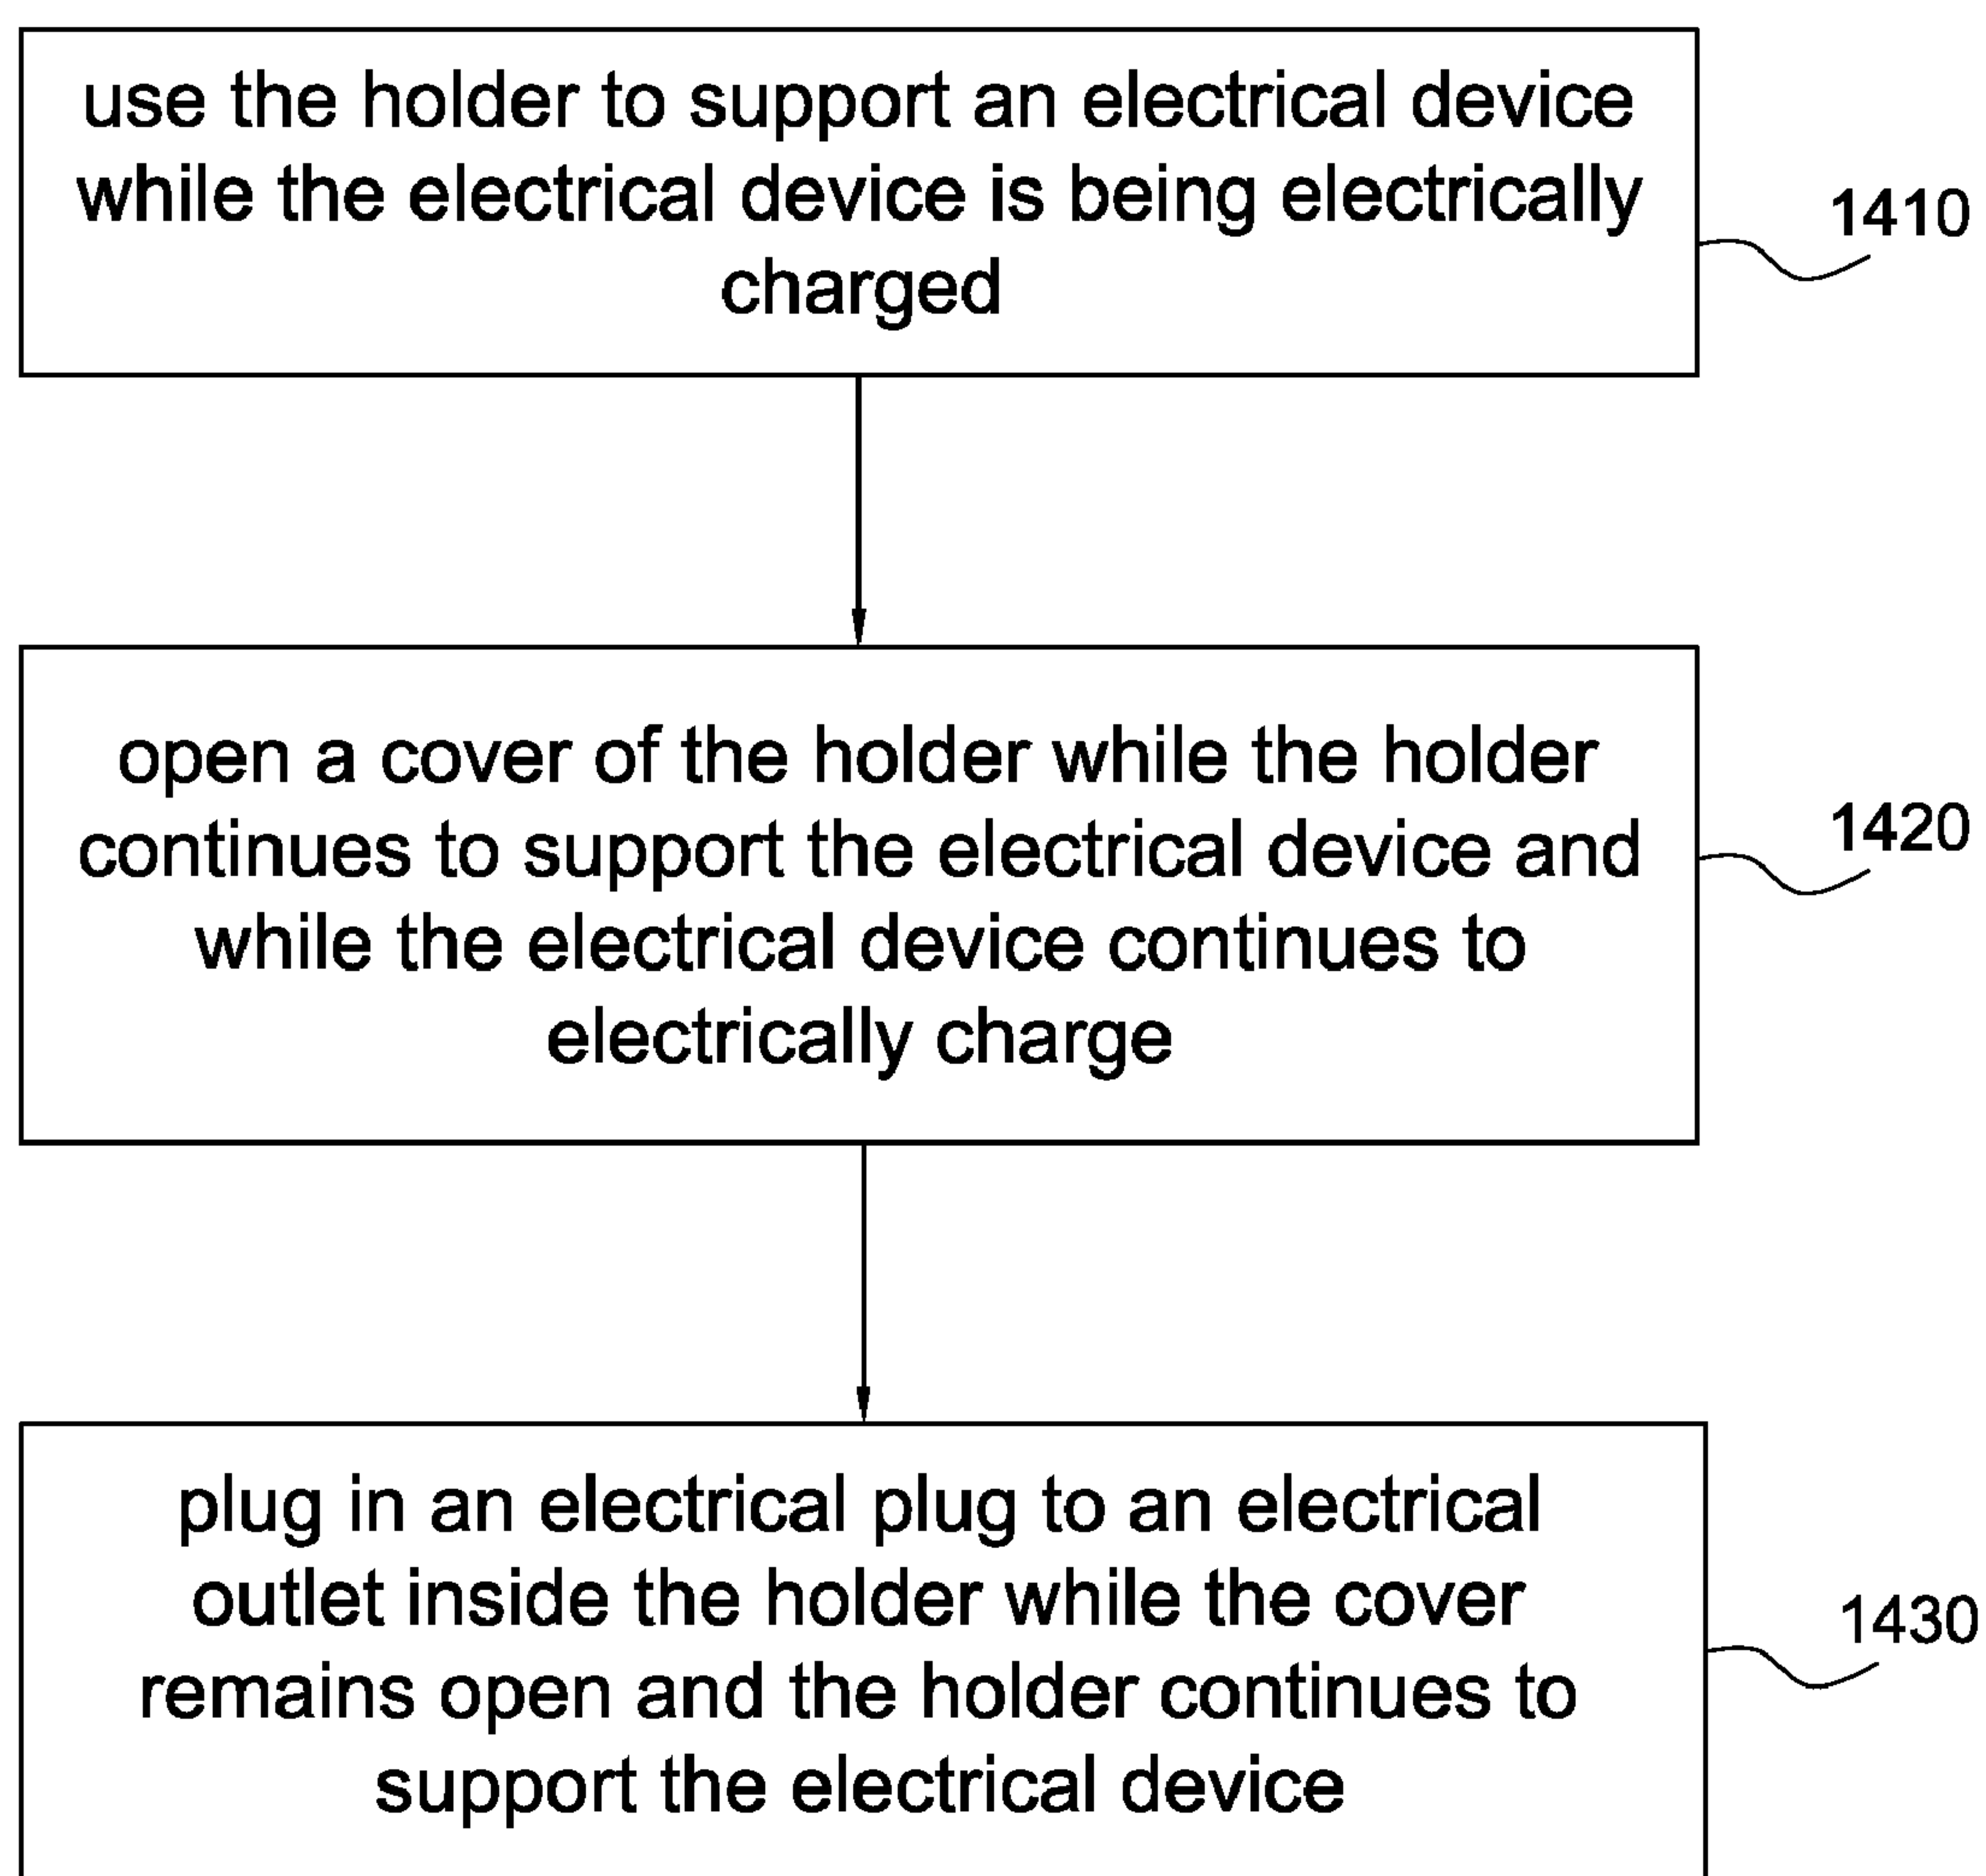 use the holder to support an electrical device
while the electrical device is being electrically
charged
1410
open a cover of the holder while the holder
continues to support the electrical device and
while the electrical device continues to
electrically charge
1420
plug in an electrical plug to an electrical
outlet inside the holder while the cover
remains open and the holder continues to
support the electrical device
1430